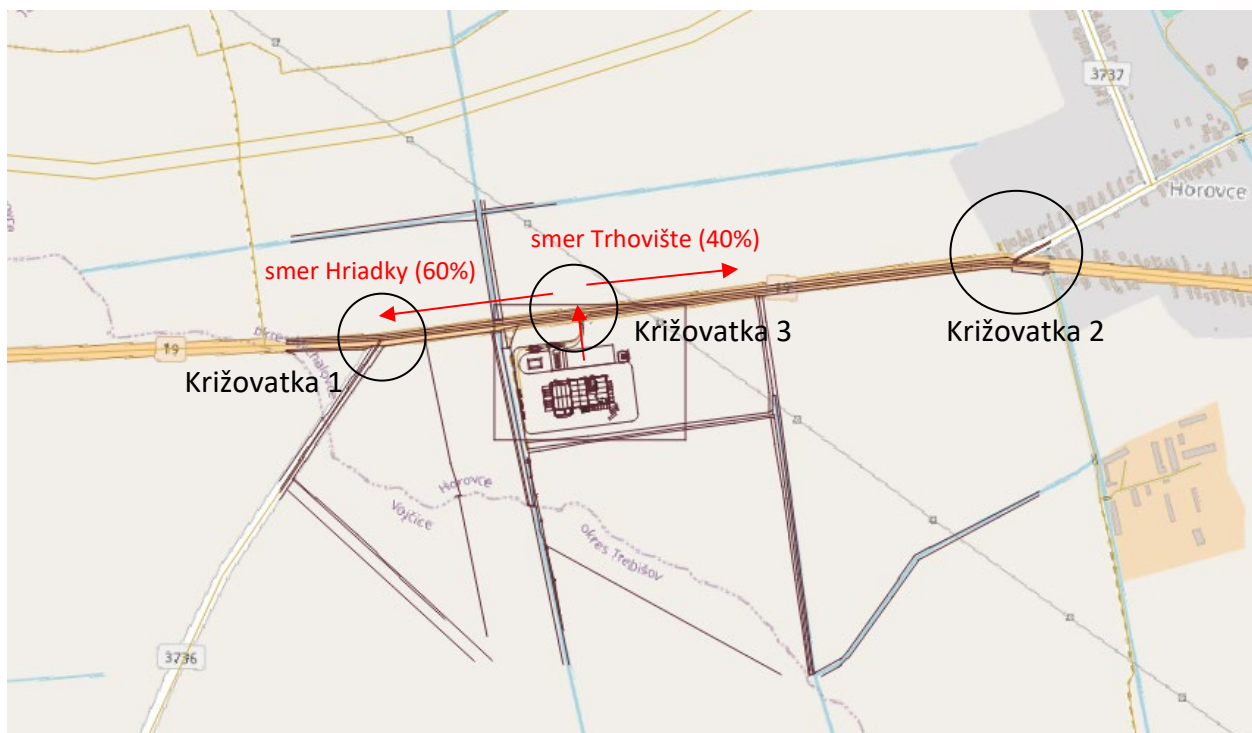 3737
Horovce
smer Trhovište (40%)
smer Hriadky (60%)
19
19
Križovatka 3
Križovatka 2
Križovatka 1
Horovce
Vojčice
okres Trebišov
3736